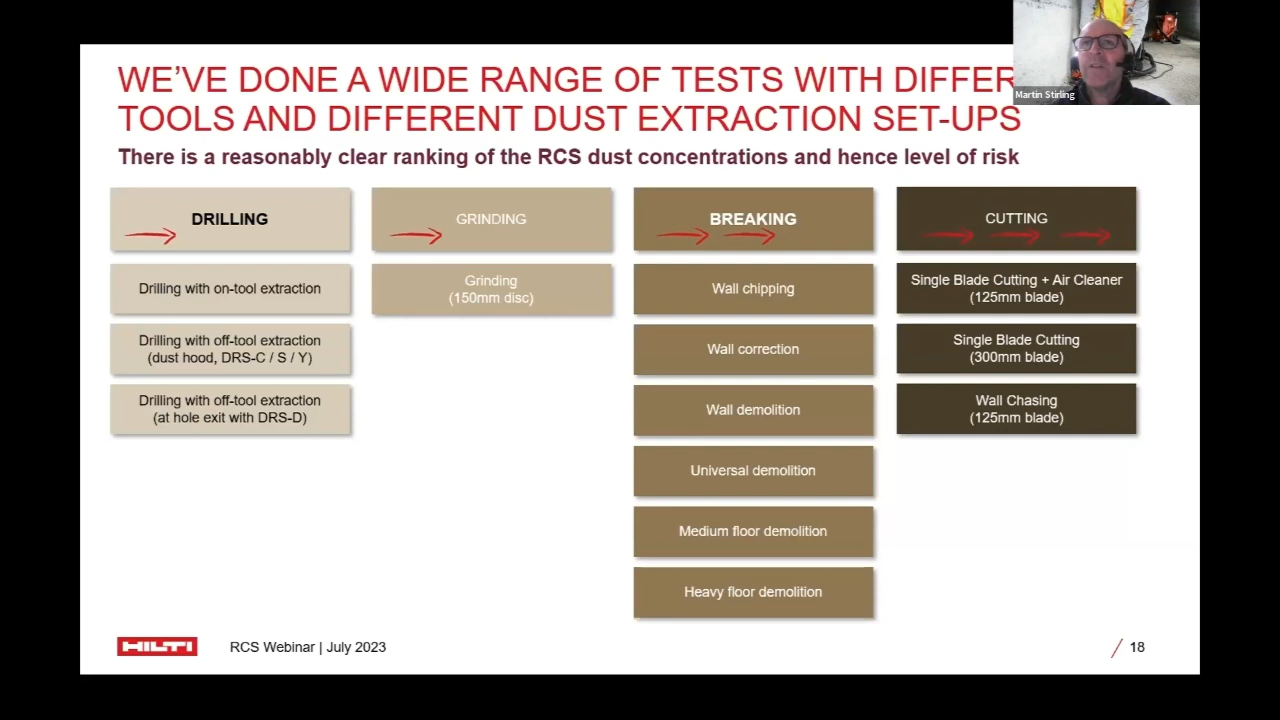 WE'VE DONE A WIDE RANGE OF TESTS WITH DIFFER
TOOLS AND DIFFERENT DUST EXTRACTION SET-UPS
Martin Stirling
There is a reasonably clear ranking of the RCS dust concentrations and hence level of risk
DRILLING
Drilling with on-tool extraction
Drilling with off-tool extraction
(dust hood, DRS-C / S / Y)
Drilling with off-tool extraction
(at hole exit with DRS-D)
GRINDING
Grinding
(150mm disc)
BREAKING
Wall chipping
Wall correction
Wall demolition
Universal demolition
Medium floor demolition
Heavy floor demolition
CUTTING
Single Blade Cutting + Air Cleaner
(125mm blade)
Single Blade Cutting
(300mm blade)
Wall Chasing
(125mm blade)
HILTI
RCS Webinar | July 2023
18